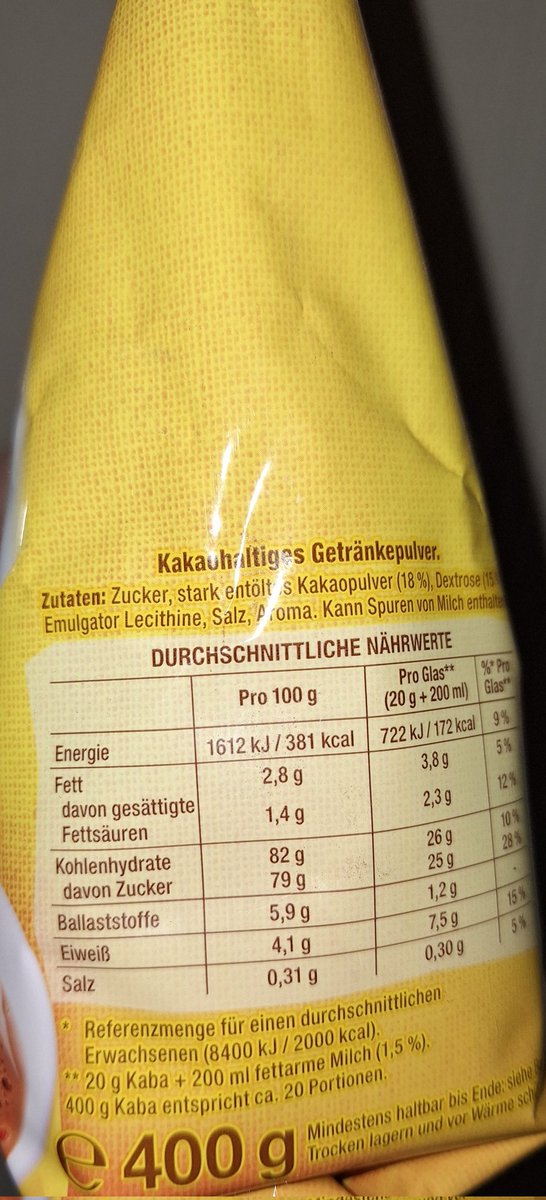 Kakaohaltiges Getränkepulver.
Zutaten: Zucker, stark entöltes Kakaopulver (18 %), Dextrose (15
Emulgator Lecithine, Salz, Aroma. Kann Spuren von Milch enthalte
DURCHSCHNITTLICHE NÄHRWERTE
Pro 100 g Pro Glas** (20 g + 200 ml) %* Pro Glas**
Energie 1612 kJ / 381 kcal 722 kJ / 172 kcal 9 %
Fett 2,8 g 3,8 g 5 %
davon gesättigte Fettsäuren 1,4 g 2,3 g 12 %
Kohlenhydrate 82 g 26 g 10 %
davon Zucker 79 g 25 g 28 %
Ballaststoffe 5,9 g 1,2 g -
Eiweiß 4,1 g 7,5 g 15 %
Salz 0,31 g 0,30 g 5 %
* Referenzmenge für einen durchschnittlichen
Erwachsenen (8400 kJ / 2000 kcal).
** 20 g Kaba + 200 ml fettarme Milch (1,5 %).
400 g Kaba entspricht ca. 20 Portionen.
e 400 g
Mindestens haltbar bis Ende: siehe
Trocken lagern und vor Wärme sch